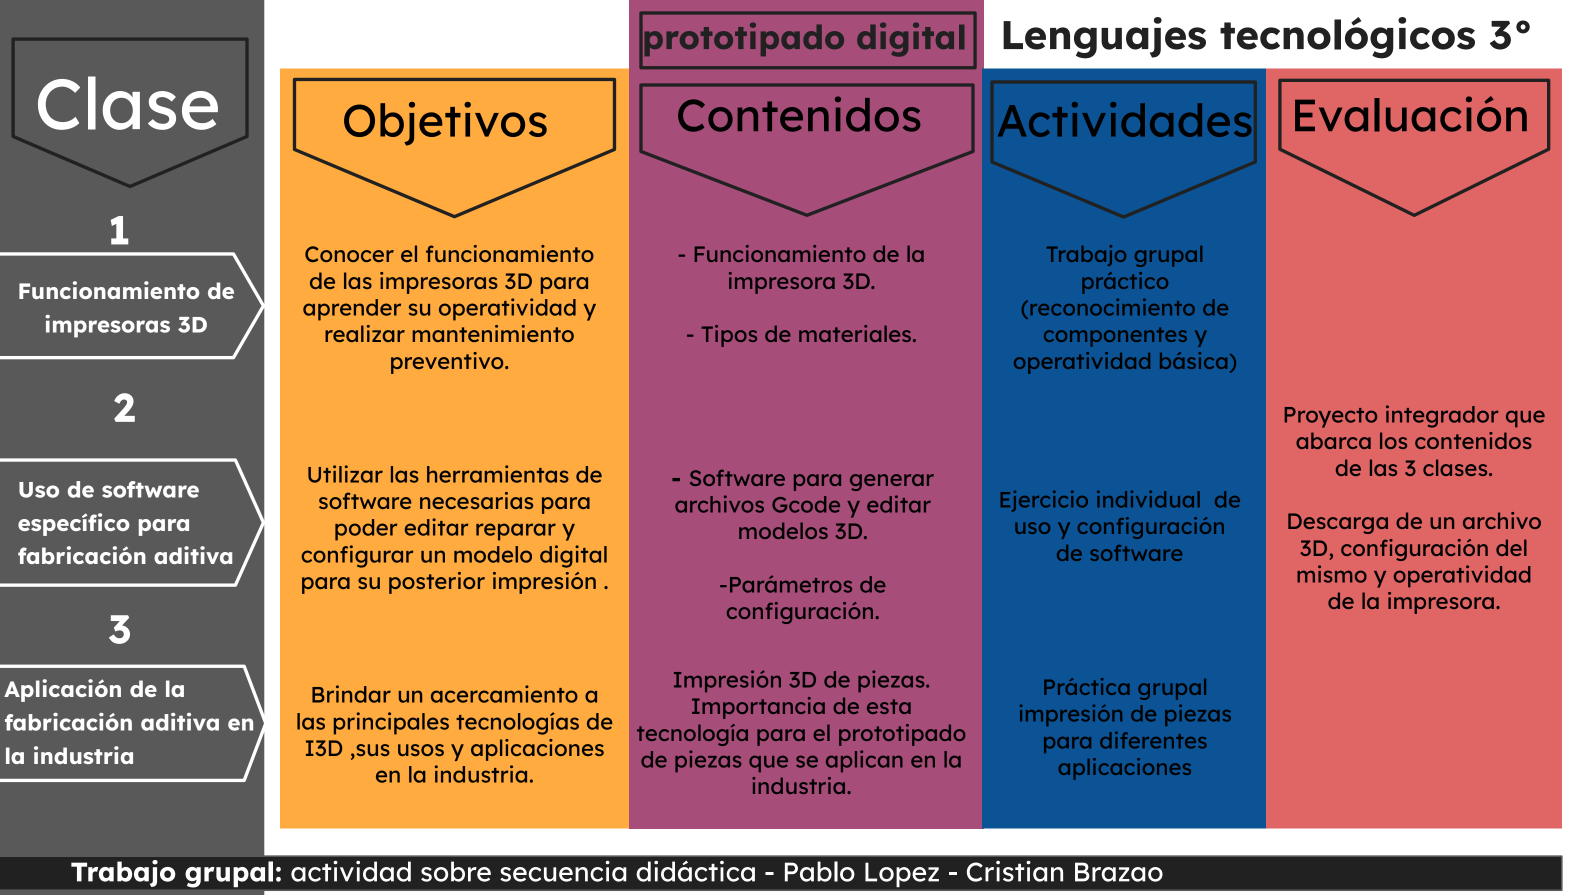 prototipado digital
Lenguajes tecnológicos 3°
Clase
Objetivos
Contenidos
Actividades
Evaluación
1
Funcionamiento de
impresoras 3D
Conocer el funcionamiento
de las impresoras 3D para
aprender su operatividad y
realizar mantenimiento
preventivo.
- Funcionamiento de la
impresora 3D.
- Tipos de materiales.
Trabajo grupal
práctico
(reconocimiento de
componentes y
operatividad básica)
2
Uso de software
específico para
fabricación aditiva
Utilizar las herramientas de
software necesarias para
poder editar reparar y
configurar un modelo digital
para su posterior impresión .
- Software para generar
archivos Gcode y editar
modelos 3D.
-Parámetros de
configuración.
Ejercicio individual  de
uso y configuración
de software
Proyecto integrador que
abarca los contenidos
de las 3 clases.
Descarga de un archivo
3D, configuración del
mismo y operatividad
de la impresora.
3
Aplicación de la
fabricación aditiva en
la industria
Brindar un acercamiento a
las principales tecnologías de
I3D ,sus usos y aplicaciones
en la industria.
Impresión 3D de piezas.
Importancia de esta
tecnología para el prototipado
de piezas que se aplican en la
industria.
Práctica grupal
impresión de piezas
para diferentes
aplicaciones
Trabajo grupal: actividad sobre secuencia didáctica - Pablo Lopez - Cristian Brazao